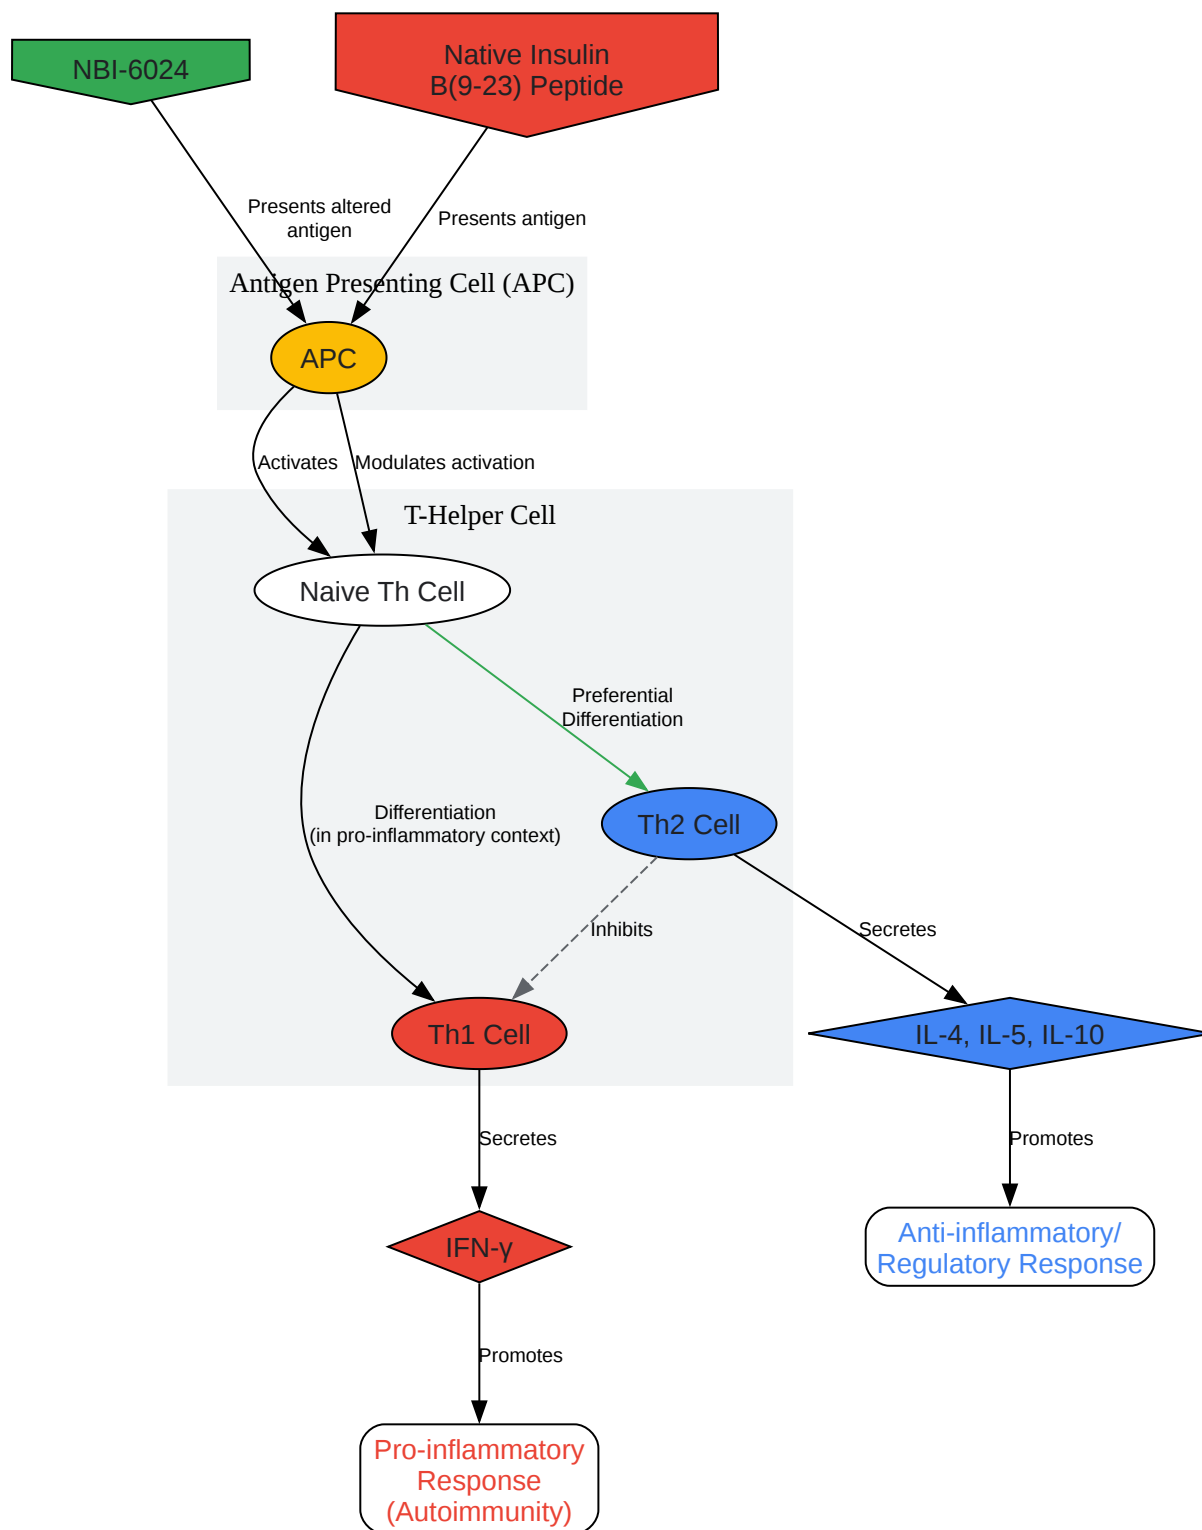 NBI-6024
Native Insulin
B(9-23) Peptide
Presents altered
antigen
Presents antigen
Antigen Presenting Cell (APC)
APC
Activates
Modulates activation
T-Helper Cell
Naive Th Cell
Preferential
Differentiation
Differentiation
(in pro-inflammatory context)
Th2 Cell
Inhibits
Secretes
Th1 Cell
IL-4, IL-5, IL-10
Secretes
Promotes
IFN-γ
Anti-inflammatory/
Regulatory Response
Promotes
Pro-inflammatory
Response
(Autoimmunity)